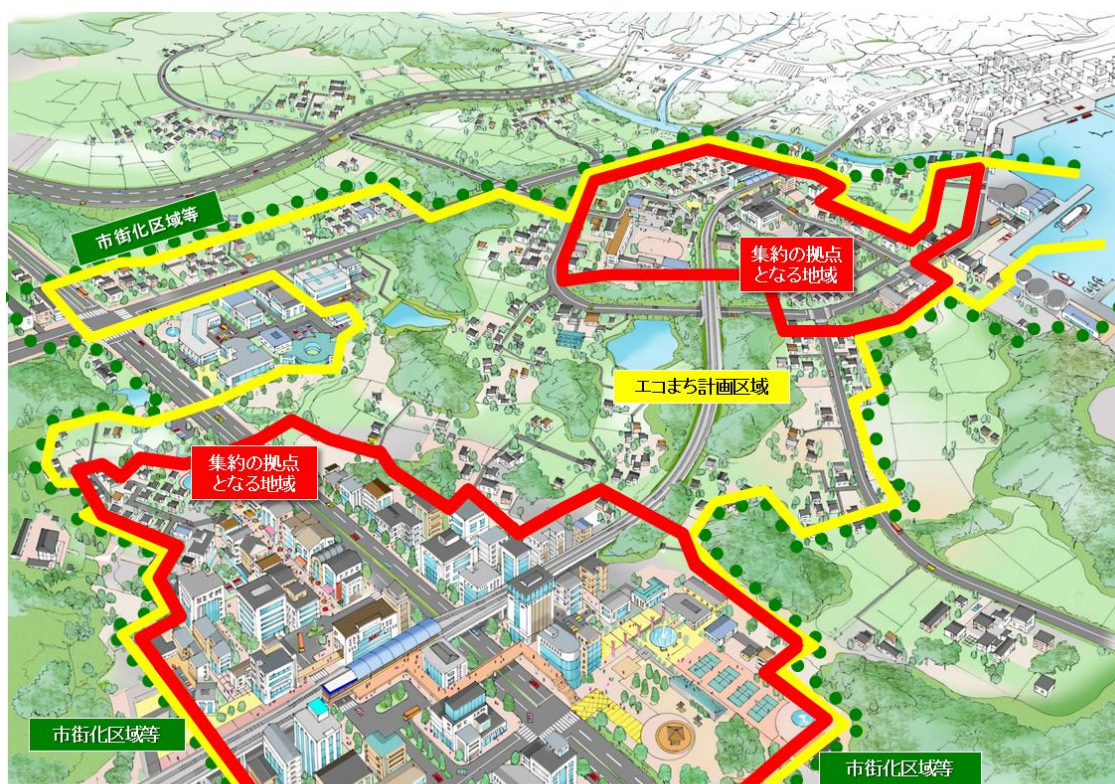 市街化区域等
集約の拠点
となる地域
エコまち計画区域
集約の拠点
となる地域
市街化区域等
市街化区域等